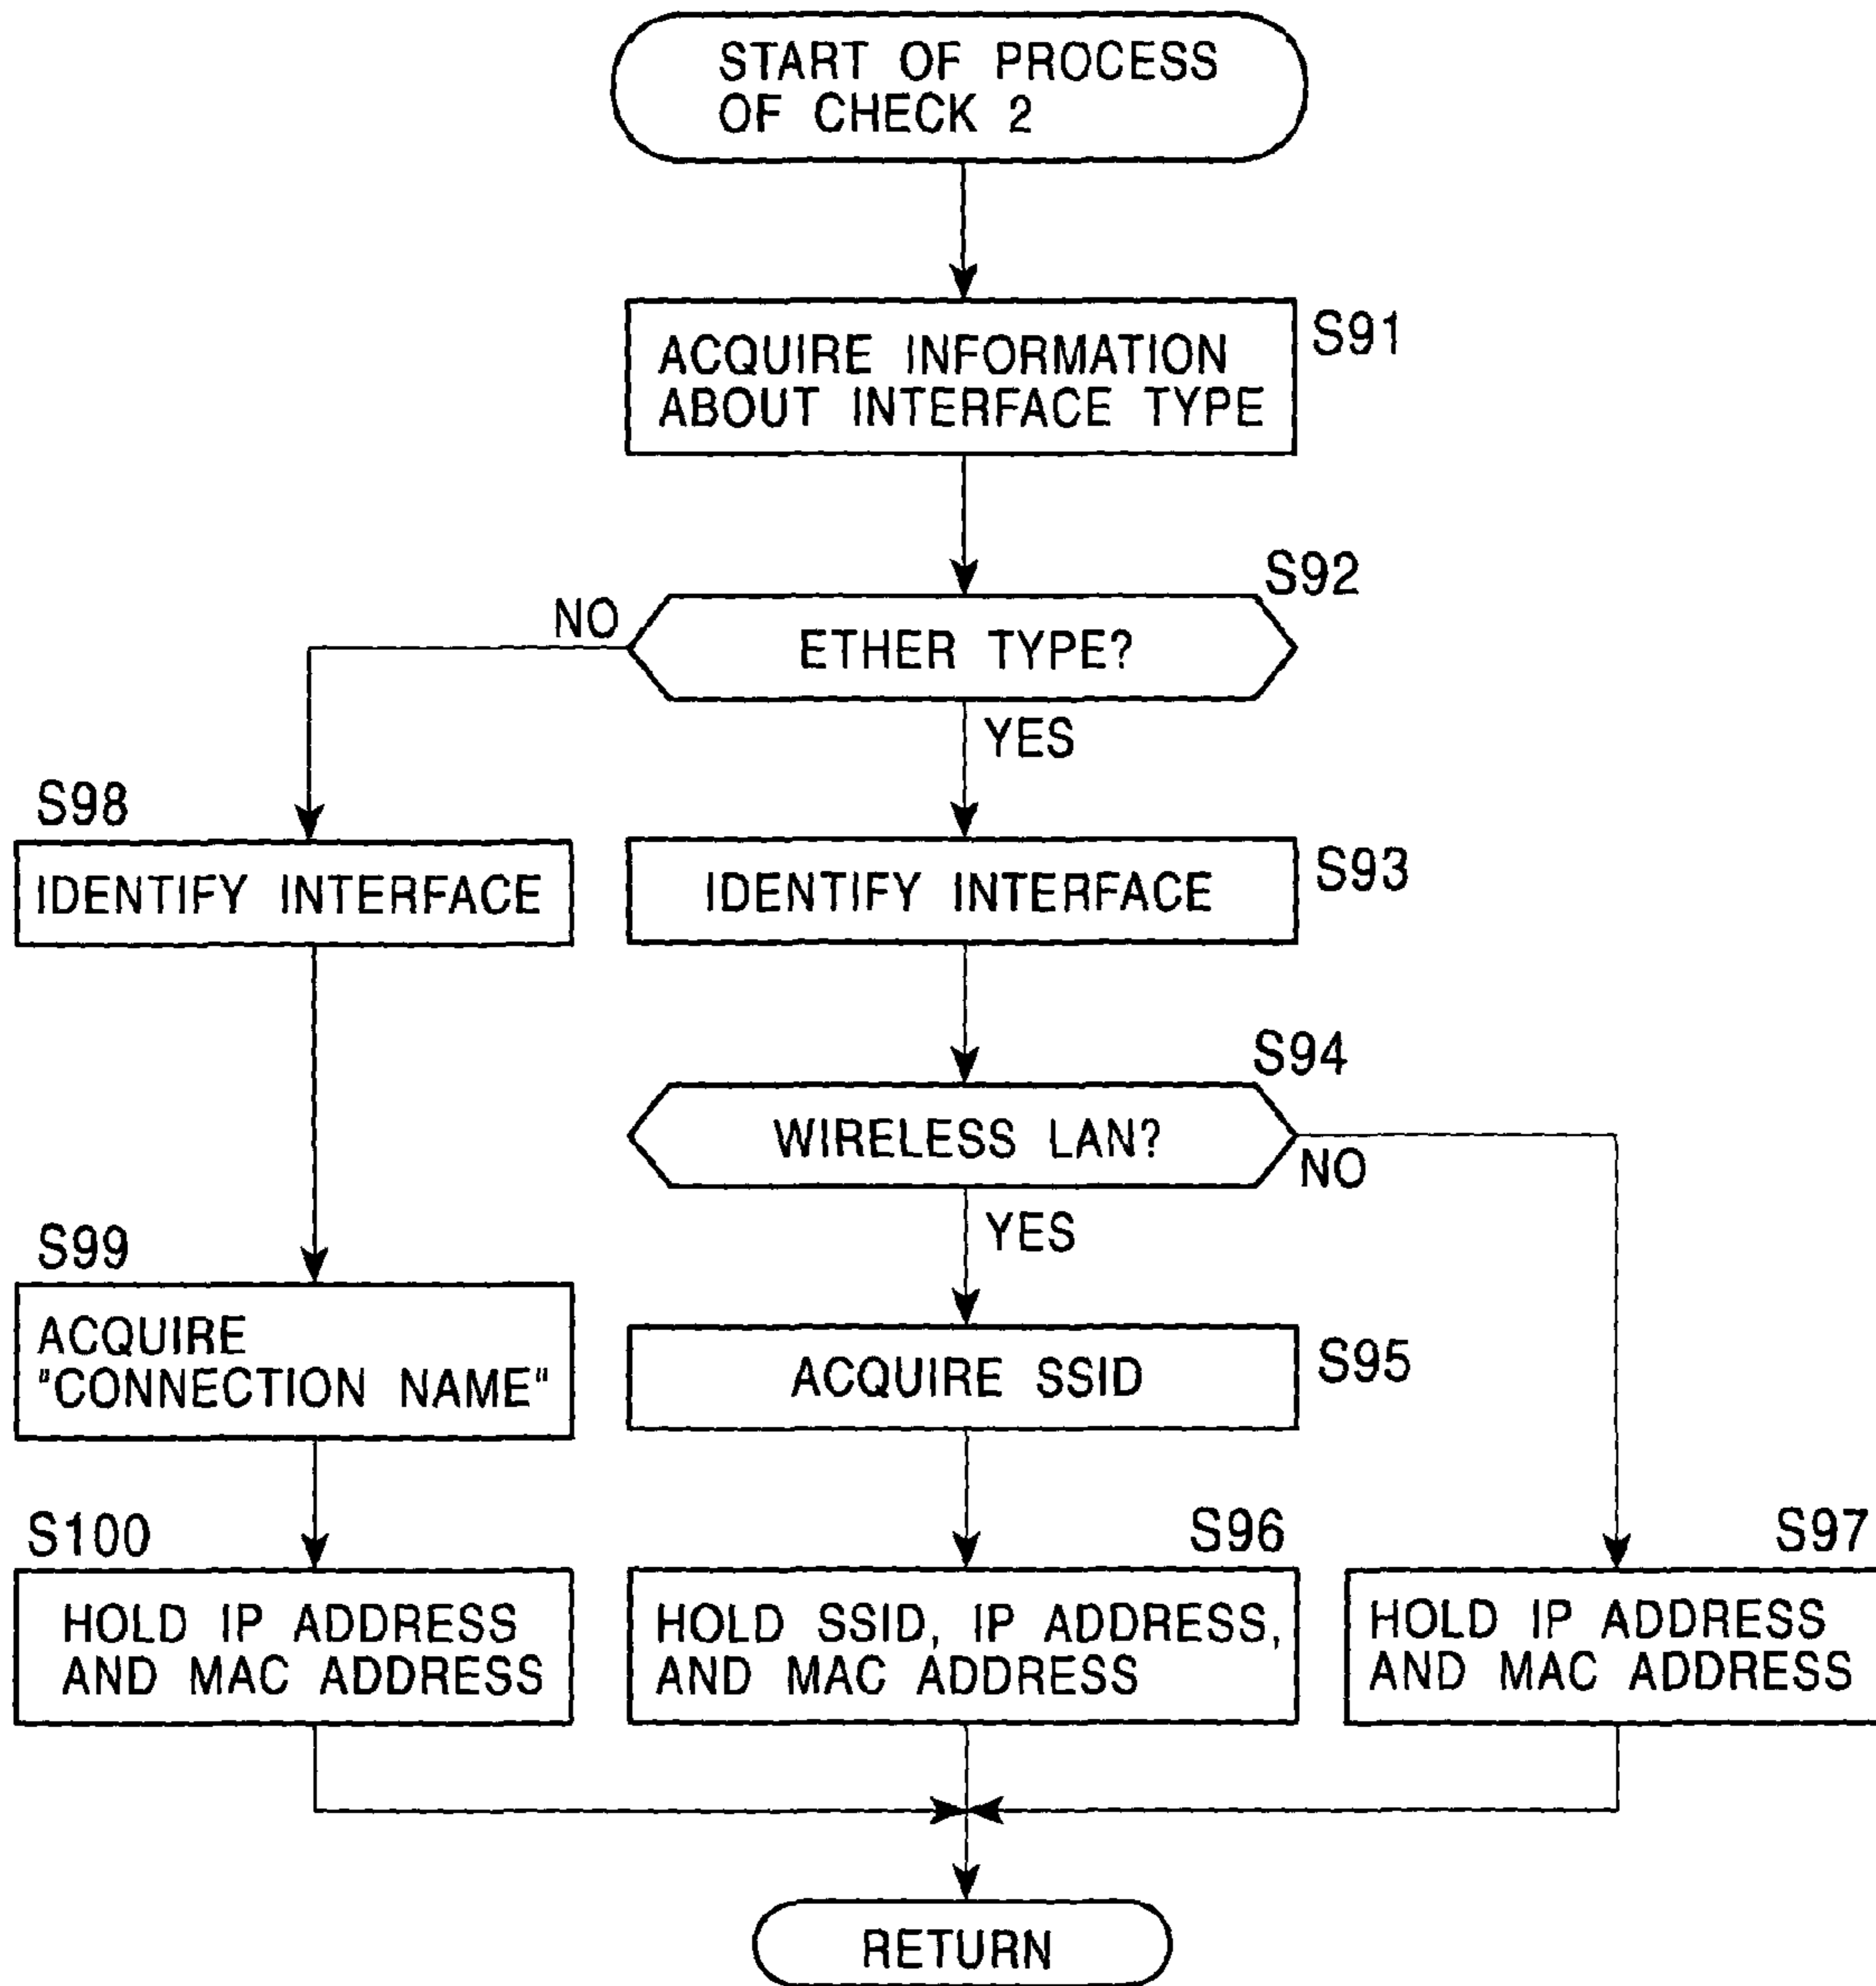 START OF PROCESS
OF CHECK 2
ACQUIRE INFORMATION
ABOUT INTERFACE TYPE
S91
S92
NO
ETHER TYPE?
YES
S98
IDENTIFY INTERFACE
IDENTIFY INTERFACE
S93
S94
WIRELESS LAN?
NO
YES
S99
ACQUIRE
"CONNECTION NAME"
ACQUIRE SSID
S95
S100
HOLD IP ADDRESS
AND MAC ADDRESS
S96
HOLD SSID, IP ADDRESS,
AND MAC ADDRESS
S97
HOLD IP ADDRESS
AND MAC ADDRESS
RETURN